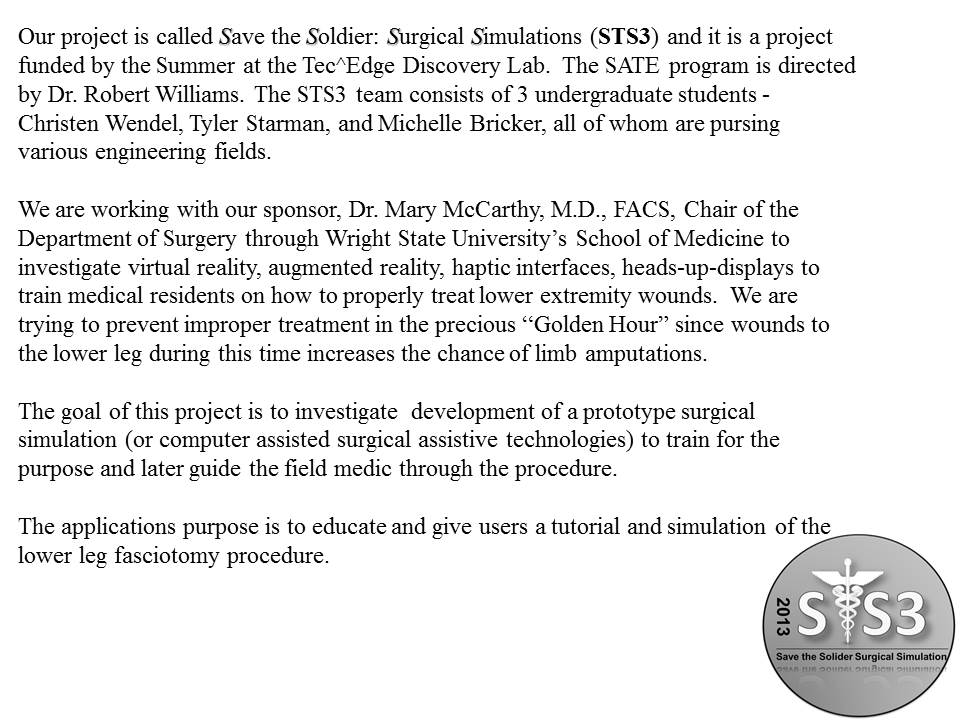 Our project is called Save the Soldier: Surgical Simulations (STS3) and it is a project
funded by the Summer at the Tec^Edge Discovery Lab. The SATE program is directed
by Dr. Robert Williams. The STS3 team consists of 3 undergraduate students -
Christen Wendel, Tyler Starman, and Michelle Bricker, all of whom are pursing
various engineering fields.
We are working with our sponsor, Dr. Mary McCarthy, M.D., FACS, Chair of the
Department of Surgery through Wright State University’s School of Medicine to
investigate virtual reality, augmented reality, haptic interfaces, heads-up-displays to
train medical residents on how to properly treat lower extremity wounds. We are
trying to prevent improper treatment in the precious “Golden Hour” since wounds to
the lower leg during this time increases the chance of limb amputations.
The goal of this project is to investigate development of a prototype surgical
simulation (or computer assisted surgical assistive technologies) to train for the
purpose and later guide the field medic through the procedure.
The applications purpose is to educate and give users a tutorial and simulation of the
lower leg fasciotomy procedure.
2013
STS3
Save the Solider Surgical Simulation